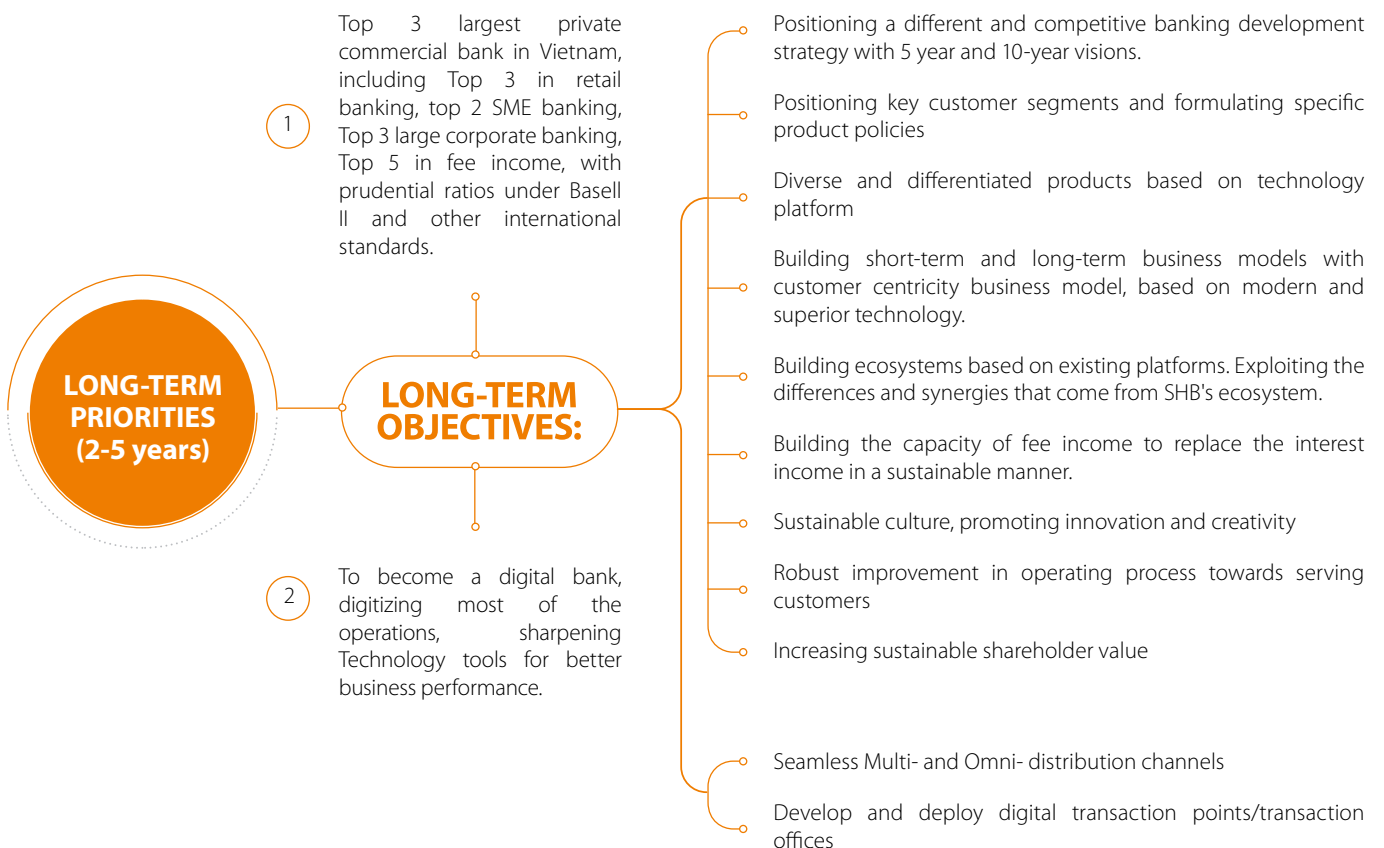 LONG-TERM
PRIORITIES
(2-5 years)
LONG-TERM
OBJECTIVES:
1
Top 3 largest private
commercial bank in Vietnam,
including Top 3 in retail
banking, top 2 SME banking,
Top 3 large corporate banking,
Top 5 in fee income, with
prudential ratios under Basell
II and other international
standards.
2
To become a digital bank,
digitizing most of the
operations, sharpening
Technology tools for better
business performance.
Positioning a different and competitive banking development
strategy with 5 year and 10-year visions.
Positioning key customer segments and formulating specific
product policies
Diverse and differentiated products based on technology
platform
Building short-term and long-term business models with
customer centricity business model, based on modern and
superior technology.
Building ecosystems based on existing platforms. Exploiting the
differences and synergies that come from SHB's ecosystem.
Building the capacity of fee income to replace the interest
income in a sustainable manner.
Sustainable culture, promoting innovation and creativity
Robust improvement in operating process towards serving
customers
Increasing sustainable shareholder value
Seamless Multi- and Omni- distribution channels
Develop and deploy digital transaction points/transaction
offices